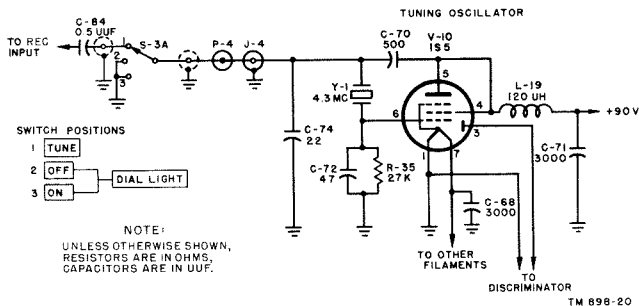 TUNING OSCILLATOR
C-84
0.5 UUF
TO REC
INPUT
S-3A
1
2
3
P-4
J-4
C-70
500
V-10
1S5
5
4
3
6
1
7
L-19
120 UH
+90V
Y-1
4.3 MC
C-74
22
C-72
47
R-35
27K
C-68
3000
C-71
3000
SWITCH POSITIONS
1 TUNE
2 OFF
3 ON
DIAL LIGHT
NOTE:
UNLESS OTHERWISE SHOWN,
RESISTORS ARE IN OHMS,
CAPACITORS ARE IN UUF.
TO OTHER
FILAMENTS
TO
DISCRIMINATOR
TM 898-20